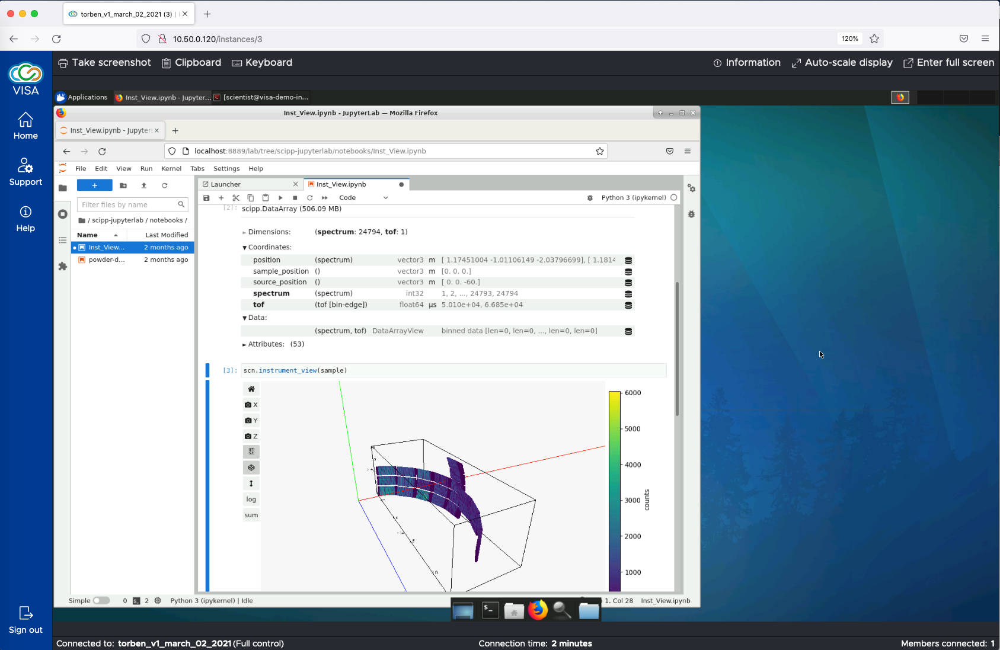 torben_v1_march_02_2021 (3) |
10.50.0.120/instances/3
120%
Take screenshot
Clipboard
Keyboard
Information
Auto-scale display
Enter full screen
VISA
Home
Support
Help
Sign out
Applications
Inst_View.ipynb - Jupyter...
[scientist@visa-demo-in...
Inst_View.ipynb - JupyterLab — Mozilla Firefox
Inst_View.ipynb - Jupyter
localhost:8889/lab/tree/scipp-jupyterlab/notebooks/Inst_View.ipynb
File Edit View Run Kernel Tabs Settings Help
Launcher
Inst_View.ipynb
Code
Python 3 (ipykernel)
Filter files by name
/ scipp-jupyterlab / notebooks /
Name Last Modified
Inst_View... 2 months ago
powder-d... 2 months ago
[2]: scipp.DataArray (506.09 MB)
Dimensions: (spectrum: 24794, tof: 1)
Coordinates:
position (spectrum) vector3 m [ 1.17451004 -1.01106149 -2.03796699], [ 1.1814
sample_position () vector3 m [0. 0. 0.]
source_position () vector3 m [ 0. 0. -60.]
spectrum (spectrum) int32 1, 2, ..., 24793, 24794
tof (tof [bin-edge]) float64 μs 5.010e+04, 6.685e+04
Data:
(spectrum, tof) DataArrayView binned data [len=0, len=0, ..., len=0, len=0]
Attributes: (53)
[3]: scn.instrument_view(sample)
X
Y
Z
log
sum
6000
5000
4000
3000
2000
1000
counts
Simple 0 2 Python 3 (ipykernel) | Idle
1, Col 28 Inst_View.ipynb
Connected to: torben_v1_march_02_2021 (Full control)
Connection time: 2 minutes
Members connected: 1